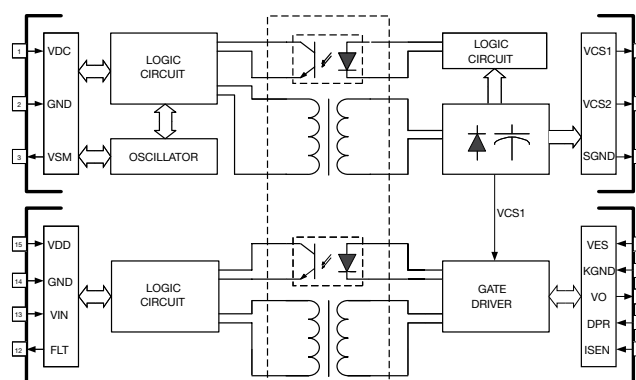 1
VDC
2
GND
3
VSM
LOGIC
CIRCUIT
OSCILLATOR
LOGIC
CIRCUIT
VCS1
VCS2
SGND
VCS1
15
VDD
14
GND
13
VIN
12
FLT
LOGIC
CIRCUIT
GATE
DRIVER
VES
KGND
VO
DPR
ISEN